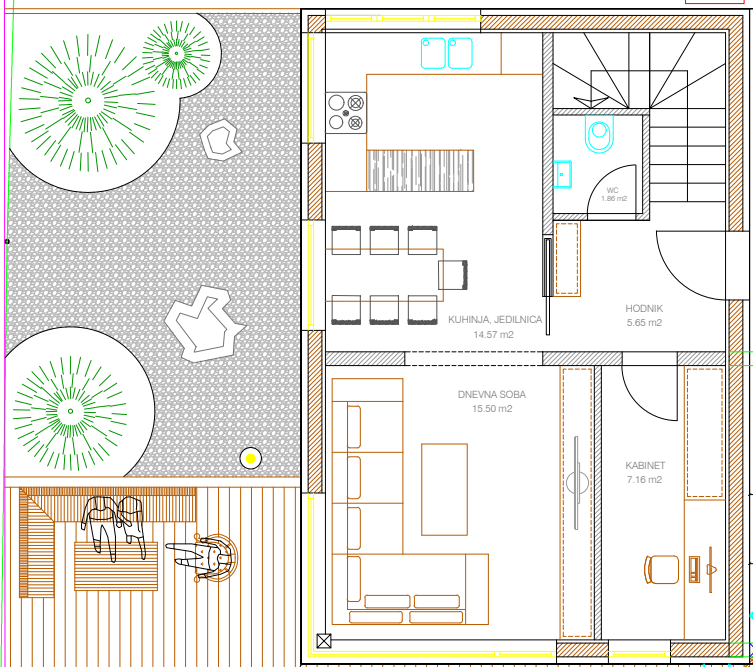 WC
1.86 m2
HODNIK
5.65 m2
KUHINJA, JEDILNICA
14.57 m2
DNEVNA SOBA
15.50 m2
KABINET
7.16 m2